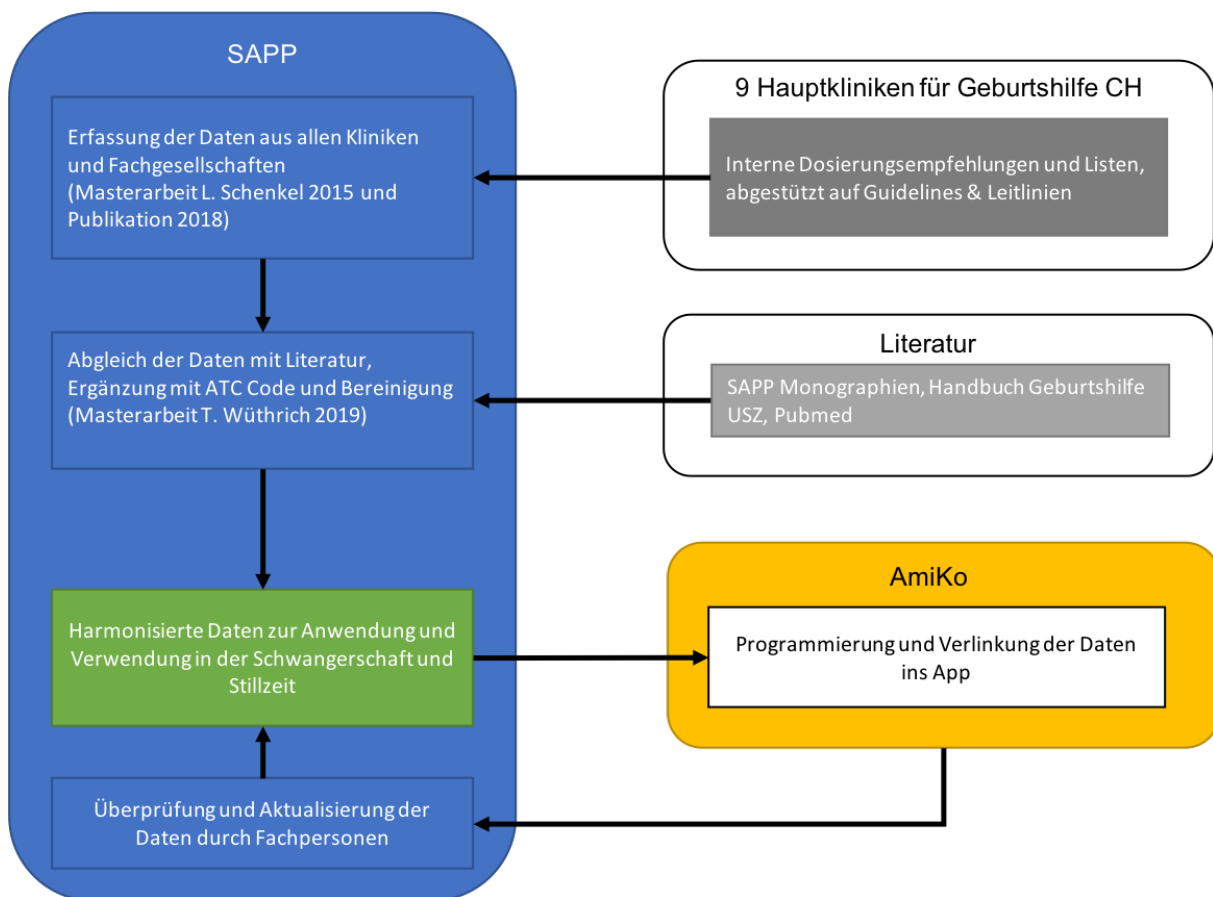 SAPP
Erfassung der Daten aus allen Kliniken
und Fachgesellschaften
(Masterarbeit L. Schenkel 2015 und
Publikation 2018)
9 Hauptkliniken für Geburtshilfe CH
Interne Dosierungsempfehlungen und Listen,
abgestützt auf Guidelines & Leitlinien
Abgleich der Daten mit Literatur,
Ergänzung mit ATC Code und Bereinigung
(Masterarbeit T. Wüthrich 2019)
Literatur
SAPP Monographien, Handbuch Geburtshilfe
USZ, Pubmed
Harmonisierte Daten zur Anwendung und
Verwendung in der Schwangerschaft und
Stillzeit
AmiKo
Programmierung und Verlinkung der Daten
ins App
Überprüfung und Aktualisierung der
Daten durch Fachpersonen